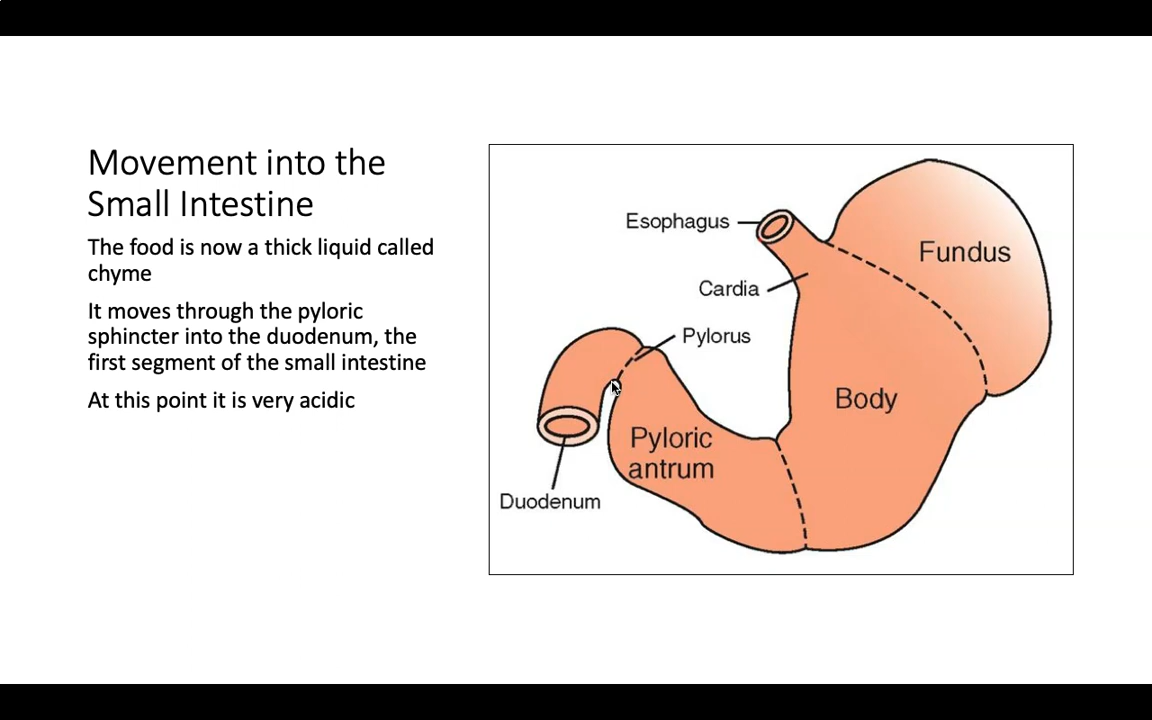 Movement into the
Small Intestine
The food is now a thick liquid called
chyme
It moves through the pyloric
sphincter into the duodenum, the
first segment of the small intestine
At this point it is very acidic
Esophagus
Fundus
Cardia
Pylorus
Body
Pyloric
antrum
Duodenum